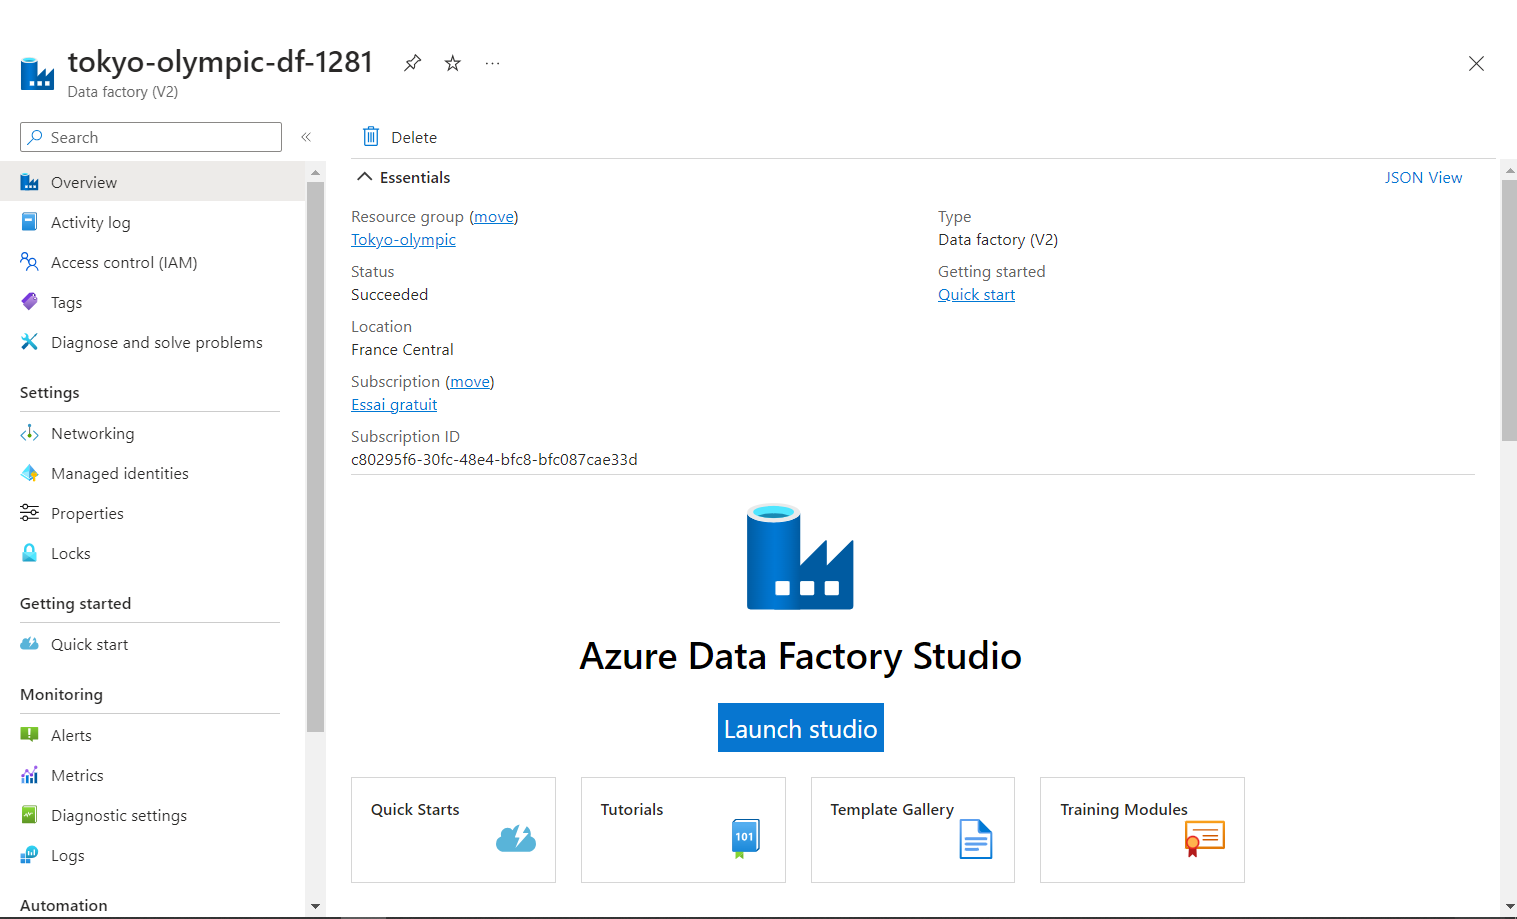 tokyo-olympic-df-1281
Data factory (V2)
Search
Overview
Activity log
Access control (IAM)
Tags
Diagnose and solve problems
Settings
Networking
Managed identities
Properties
Locks
Getting started
Quick start
Monitoring
Alerts
Metrics
Diagnostic settings
Logs
Automation
Delete
Essentials
JSON View
Resource group (move)
Tokyo-olympic
Status
Succeeded
Location
France Central
Subscription (move)
Essai gratuit
Subscription ID
c80295f6-30fc-48e4-bfc8-bfc087cae33d
Type
Data factory (V2)
Getting started
Quick start
Azure Data Factory Studio
Launch studio
Quick Starts
Tutorials
101
Template Gallery
Training Modules